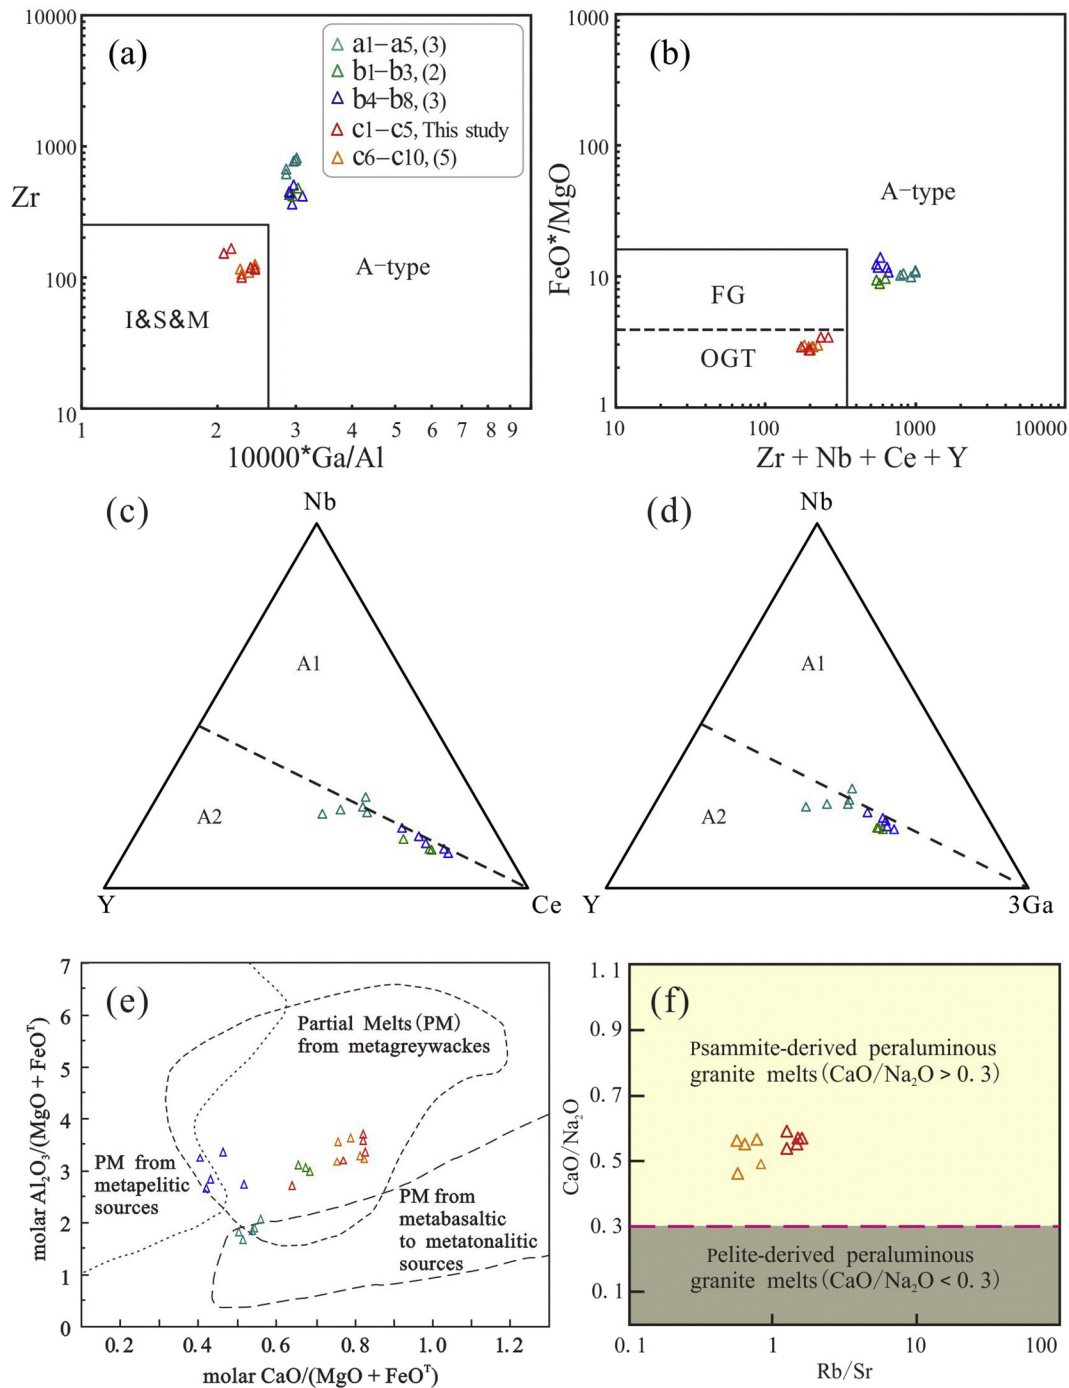 (a)
a1-a5, (3)
b1-b3, (2)
b4-b8, (3)
c1-c5, This study
c6-c10, (5)
10000
1000
100
10
Zr
A-type
I&S&M
1 2 3 4 5 6 7 8 9
10000*Ga/Al
(b)
1000
100
10
1
FeO*/MgO
A-type
FG
OGT
10 100 1000 10000
Zr + Nb + Ce + Y
(c)
Nb
A1
A2
Y
Ce
(d)
Nb
A1
A2
Y
3Ga
(e)
7
6
5
4
3
2
1
0
molar Al₂O₃/(MgO + FeOᵀ)
Partial Melts (PM)
from metagreywackes
PM from
metapelitic
sources
PM from
metabasaltic
to metatonalitic
sources
0.2 0.4 0.6 0.8 1.0 1.2
molar CaO/(MgO + FeOᵀ)
(f)
1.1
0.9
0.7
0.5
0.3
0.1
CaO/Na₂O
Psammite-derived peraluminous
granite melts (CaO/Na₂O > 0.3)
Pelite-derived peraluminous
granite melts (CaO/Na₂O < 0.3)
0.1 1 10 100
Rb/Sr